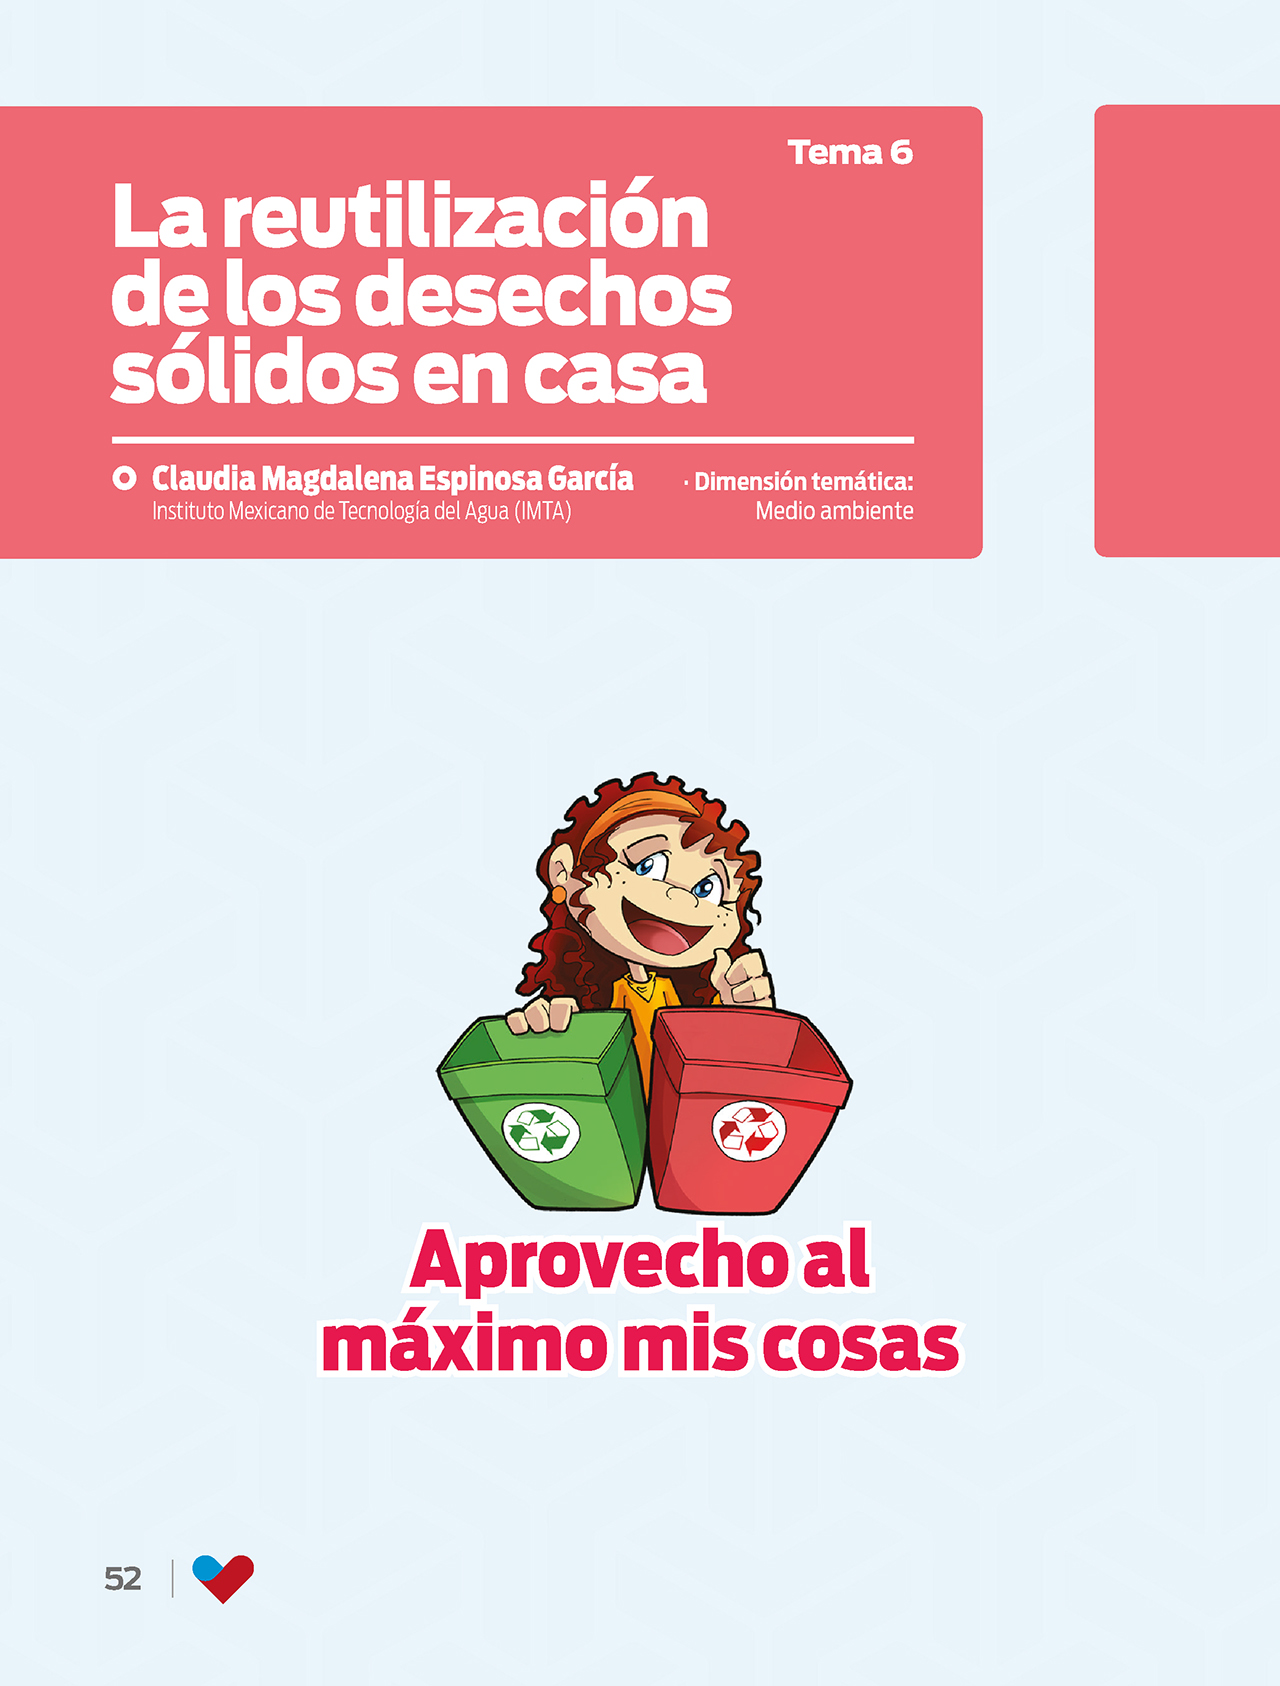 Tema 6
La reutilización
de los desechos
sólidos en casa
Claudia Magdalena Espinosa García
Instituto Mexicano de Tecnología del Agua (IMTA)
· Dimensión temática:
Medio ambiente
Aprovecho al
máximo mis cosas
52